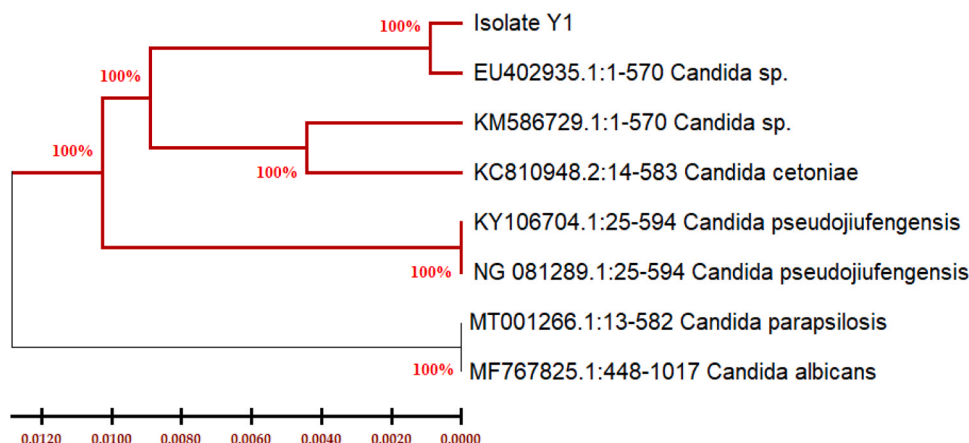 100%
Isolate Y1
100%
EU402935.1:1-570 Candida sp.
KM586729.1:1-570 Candida sp.
100%
100%
KC810948.2:14-583 Candida cetoniae
KY106704.1:25-594 Candida pseudojiufengensis
100%
NG 081289.1:25-594 Candida pseudojiufengensis
MT001266.1:13-582 Candida parapsilosis
100%
MF767825.1:448-1017 Candida albicans
0.0120 0.0100 0.0080 0.0060 0.0040 0.0020 0.0000